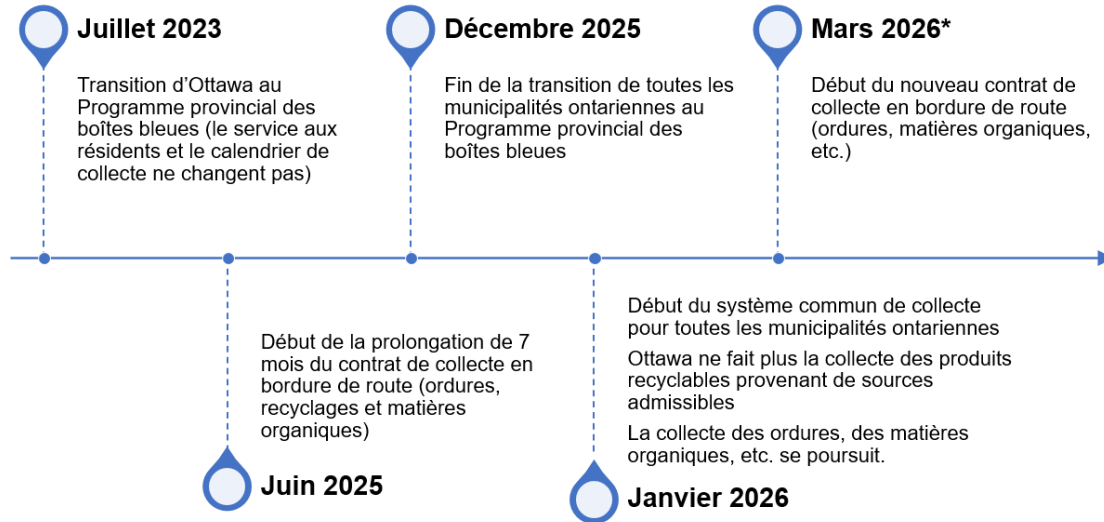 Juillet 2023
Transition d’Ottawa au
Programme provincial des
boîtes bleues (le service aux
résidents et le calendrier de
collecte ne changent pas)
Décembre 2025
Fin de la transition de toutes les
municipalités ontariennes au
Programme provincial des
boîtes bleues
Mars 2026*
Début du nouveau contrat de
collecte en bordure de route
(ordures, matières organiques,
etc.)
Début de la prolongation de 7
mois du contrat de collecte en
bordure de route (ordures,
recyclages et matières
organiques)
Juin 2025
Début du système commun de collecte
pour toutes les municipalités ontariennes
Ottawa ne fait plus la collecte des produits
recyclables provenant de sources
admissibles
La collecte des ordures, des matières
organiques, etc. se poursuit.
Janvier 2026